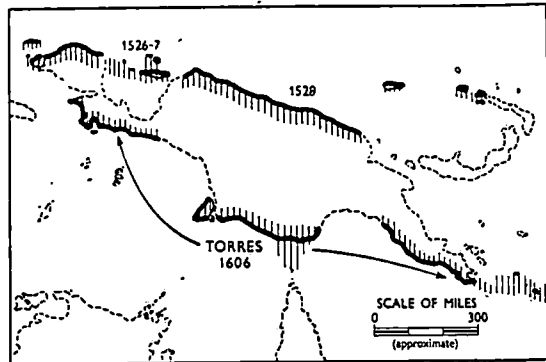 1526-7
1528
TORRES
1606
SCALE OF MILES
0 300
(approximate)